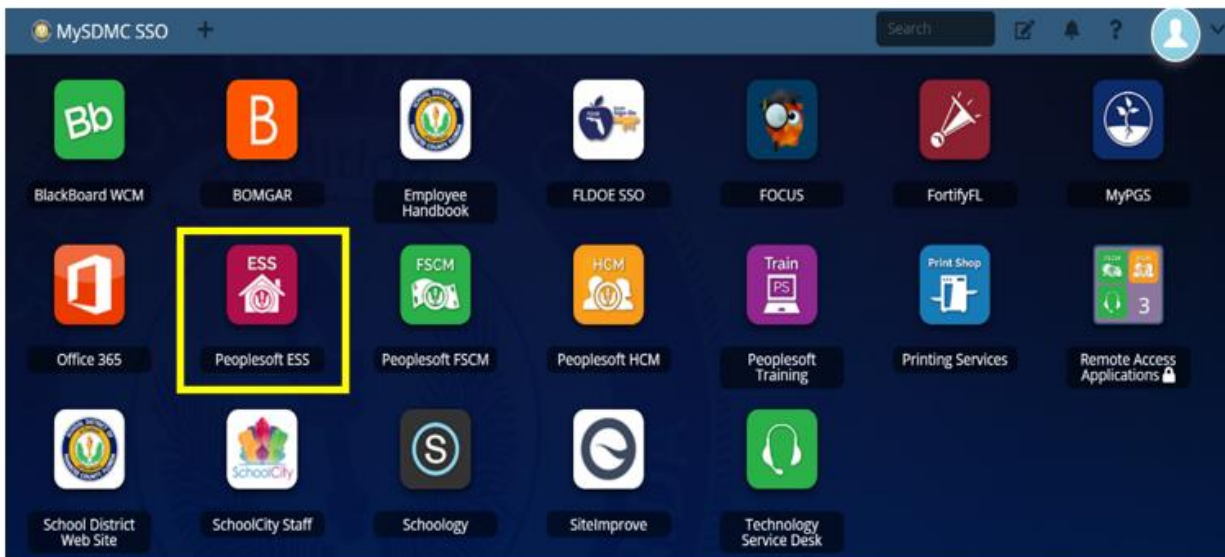 MySDMC SSO +
Search ?
Bb
B
BlackBoard WCM BOMGAR Employee Handbook FLDOE SSO FOCUS FortifyFL MyPGS
ESS FSCM HCM Train PS Print Shop
3
Office 365 Peoplesoft ESS Peoplesoft FSCM Peoplesoft HCM Peoplesoft Training Printing Services Remote Access Applications
SchoolCity
S
School District Web Site SchoolCity Staff Schoology SiteImprove Technology Service Desk